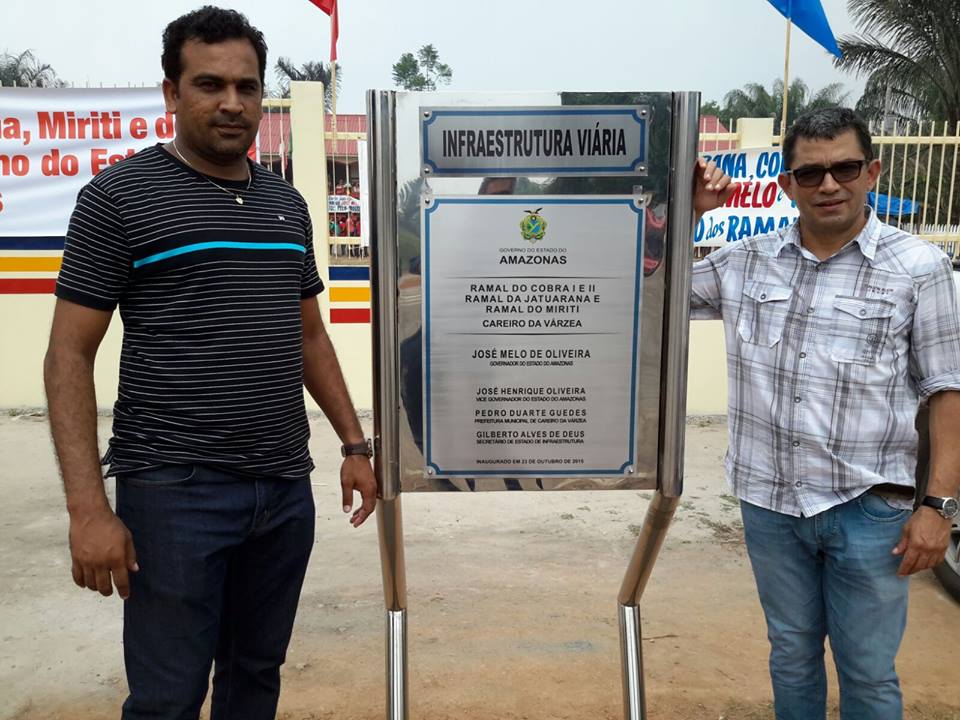 a, Miriti e d
no do Est
s
INFRAESTRUTURA VIÁRIA
GOVERNO DO ESTADO DO
AMAZONAS
RAMAL DO COBRA I E II
RAMAL DA JATUARANA E
RAMAL DO MIRITI
CAREIRO DA VÁRZEA
JOSÉ MELO DE OLIVEIRA
GOVERNADOR DO ESTADO DO AMAZONAS
JOSÉ HENRIQUE OLIVEIRA
VICE GOVERNADOR DO ESTADO DO AMAZONAS
PEDRO DUARTE GUEDES
PREFEITURA MUNICIPAL DE CAREIRO DA VÁRZEA
GILBERTO ALVES DE DEUS
SECRETÁRIO DE ESTADO DE INFRAESTRUTURA
INAUGURADO EM 23 DE OUTUBRO DE 2015
ANA, CO
MELO e
dos RAMA